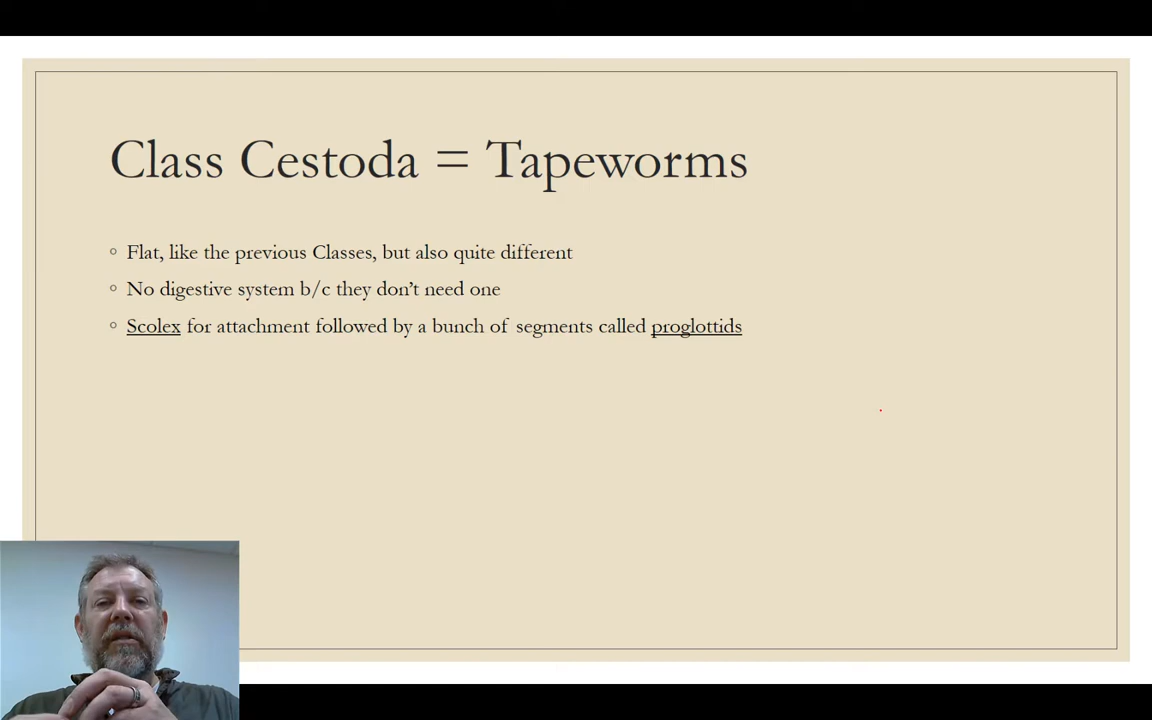 Class Cestoda = Tapeworms
◦ Flat, like the previous Classes, but also quite different
◦ No digestive system b/c they don’t need one
◦ Scolex for attachment followed by a bunch of segments called proglottids